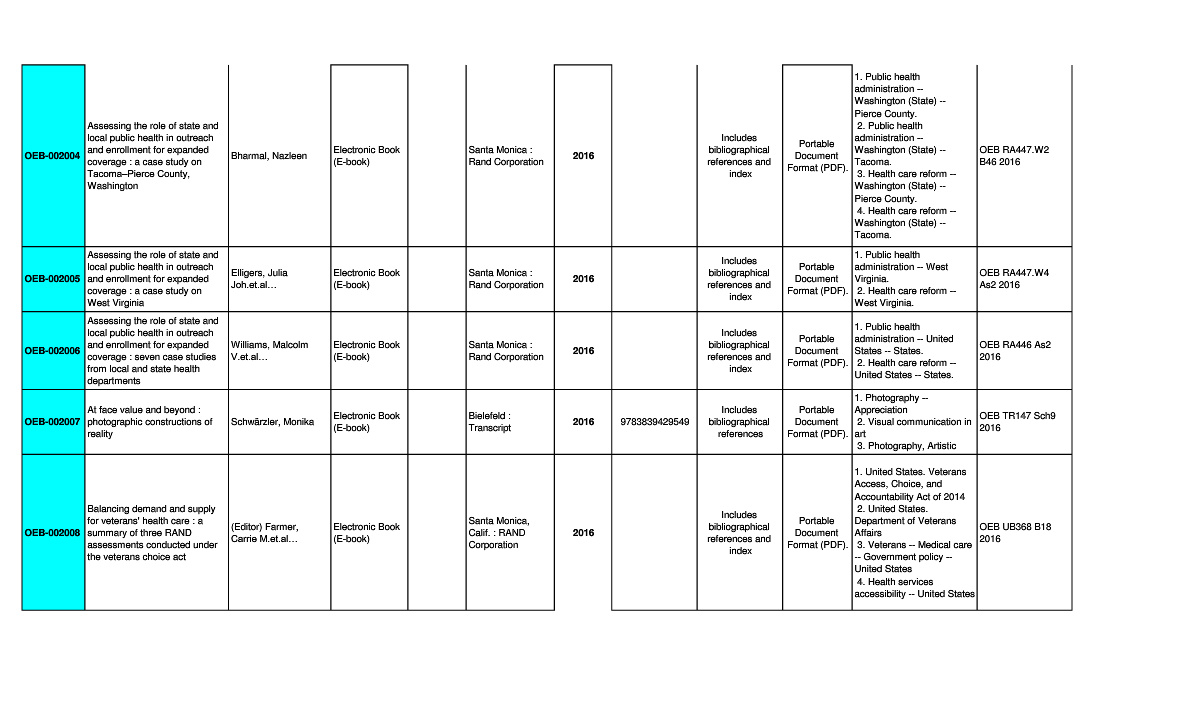 OEB-002004
Assessing the role of state and
local public health in outreach
and enrollment for expanded
coverage : a case study on
Tacoma–Pierce County,
Washington
Bharmal, Nazleen
Electronic Book
(E-book)
Santa Monica :
Rand Corporation
2016
Includes
bibliographical
references and
index
Portable
Document
Format (PDF).
1. Public health
administration --
Washington (State) --
Pierce County.
2. Public health
administration --
Washington (State) --
Tacoma.
3. Health care reform --
Washington (State) --
Pierce County.
4. Health care reform --
Washington (State) --
Tacoma.
OEB RA447.W2
B46 2016
OEB-002005
Assessing the role of state and
local public health in outreach
and enrollment for expanded
coverage : a case study on
West Virginia
Elligers, Julia
Joh.et.al…
Electronic Book
(E-book)
Santa Monica :
Rand Corporation
2016
Includes
bibliographical
references and
index
Portable
Document
Format (PDF).
1. Public health
administration -- West
Virginia.
2. Health care reform --
West Virginia.
OEB RA447.W4
As2 2016
OEB-002006
Assessing the role of state and
local public health in outreach
and enrollment for expanded
coverage : seven case studies
from local and state health
departments
Williams, Malcolm
V.et.al…
Electronic Book
(E-book)
Santa Monica :
Rand Corporation
2016
Includes
bibliographical
references and
index
Portable
Document
Format (PDF).
1. Public health
administration -- United
States -- States.
2. Health care reform --
United States -- States.
OEB RA446 As2
2016
OEB-002007
At face value and beyond :
photographic constructions of
reality
Schwärzler, Monika
Electronic Book
(E-book)
Bielefeld :
Transcript
2016
9783839429549
Includes
bibliographical
references
Portable
Document
Format (PDF).
1. Photography --
Appreciation
2. Visual communication in
art
3. Photography, Artistic
OEB TR147 Sch9
2016
OEB-002008
Balancing demand and supply
for veterans' health care : a
summary of three RAND
assessments conducted under
the veterans choice act
(Editor) Farmer,
Carrie M.et.al…
Electronic Book
(E-book)
Santa Monica,
Calif. : RAND
Corporation
2016
Includes
bibliographical
references and
index
Portable
Document
Format (PDF).
1. United States. Veterans
Access, Choice, and
Accountability Act of 2014
2. United States.
Department of Veterans
Affairs
3. Veterans -- Medical care
-- Government policy --
United States
4. Health services
accessibility -- United States
OEB UB368 B18
2016